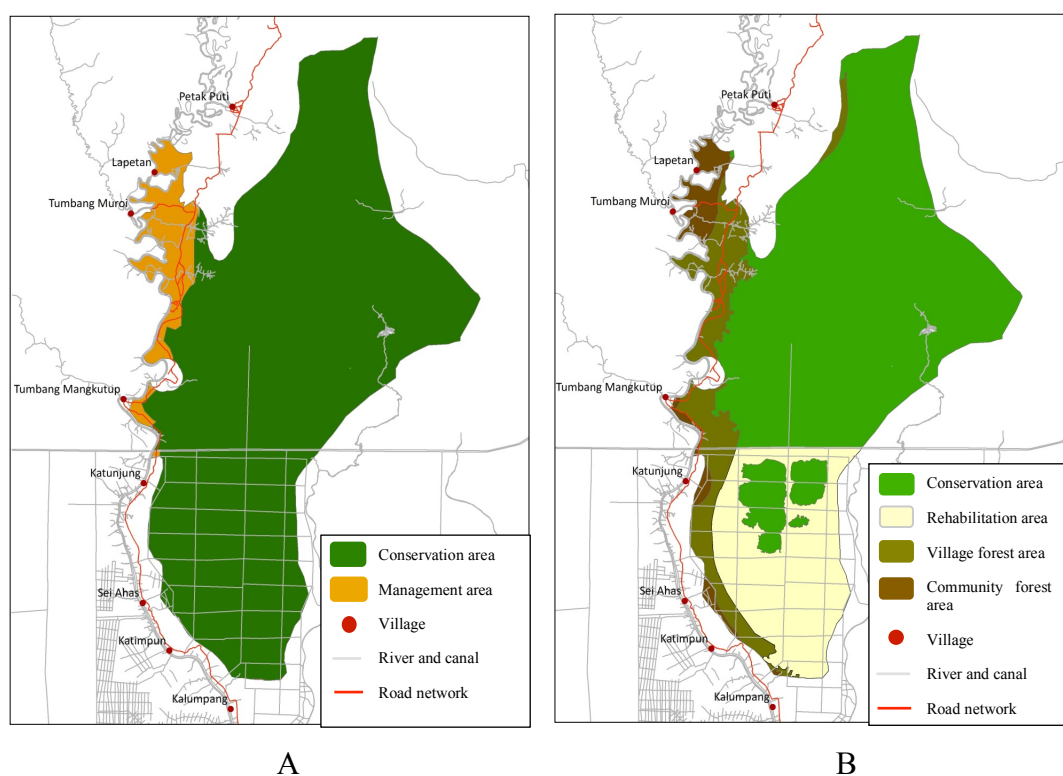 Petak Puti
Lapetan
Tumbang Muroi
Tumbang Mangkutup
Katunjung
Sei Ahas
Katimpun
Kalumpang
Conservation area
Management area
Village
River and canal
Road network
A
Petak Puti
Lapetan
Tumbang Muroi
Tumbang Mangkutup
Katunjung
Sei Ahas
Katimpun
Kalumpang
Conservation area
Rehabilitation area
Village forest area
Community forest
area
Village
River and canal
Road network
B